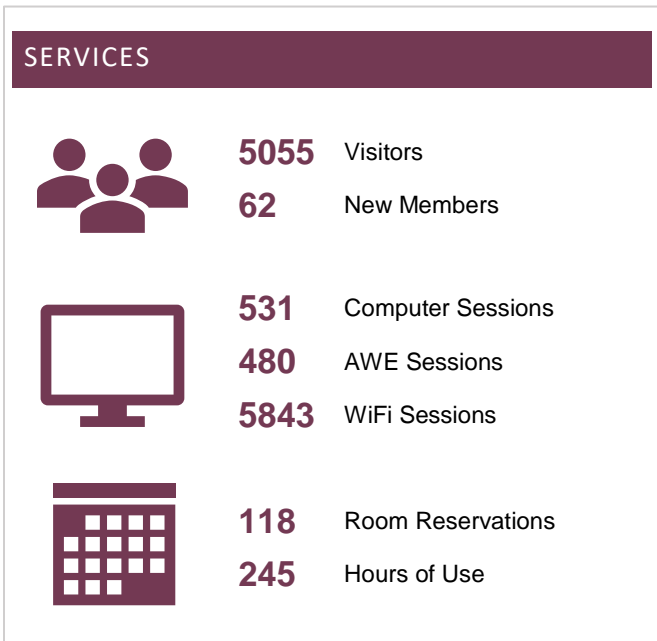 SERVICES
5055 Visitors
62 New Members
531 Computer Sessions
480 AWE Sessions
5843 WiFi Sessions
118 Room Reservations
245 Hours of Use